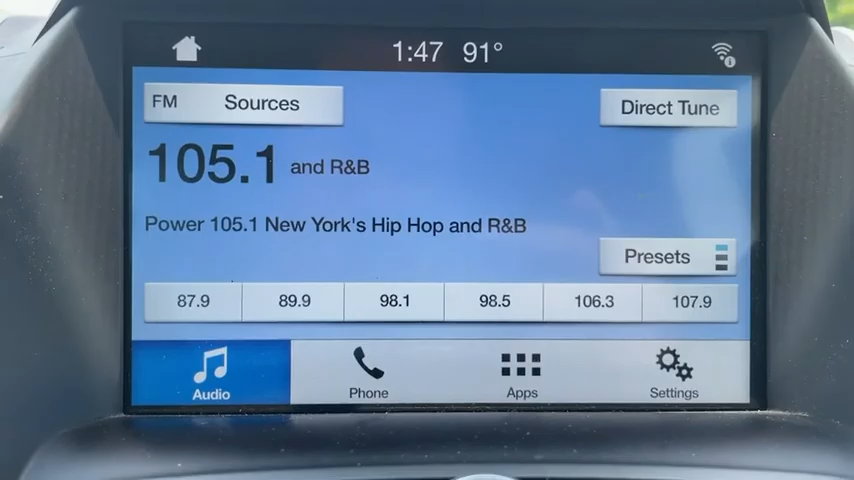 1:47 91°
FM Sources
Direct Tune
105.1 and R&B
Power 105.1 New York's Hip Hop and R&B
Presets
87.9 89.9 98.1 98.5 106.3 107.9
Audio Phone Apps Settings